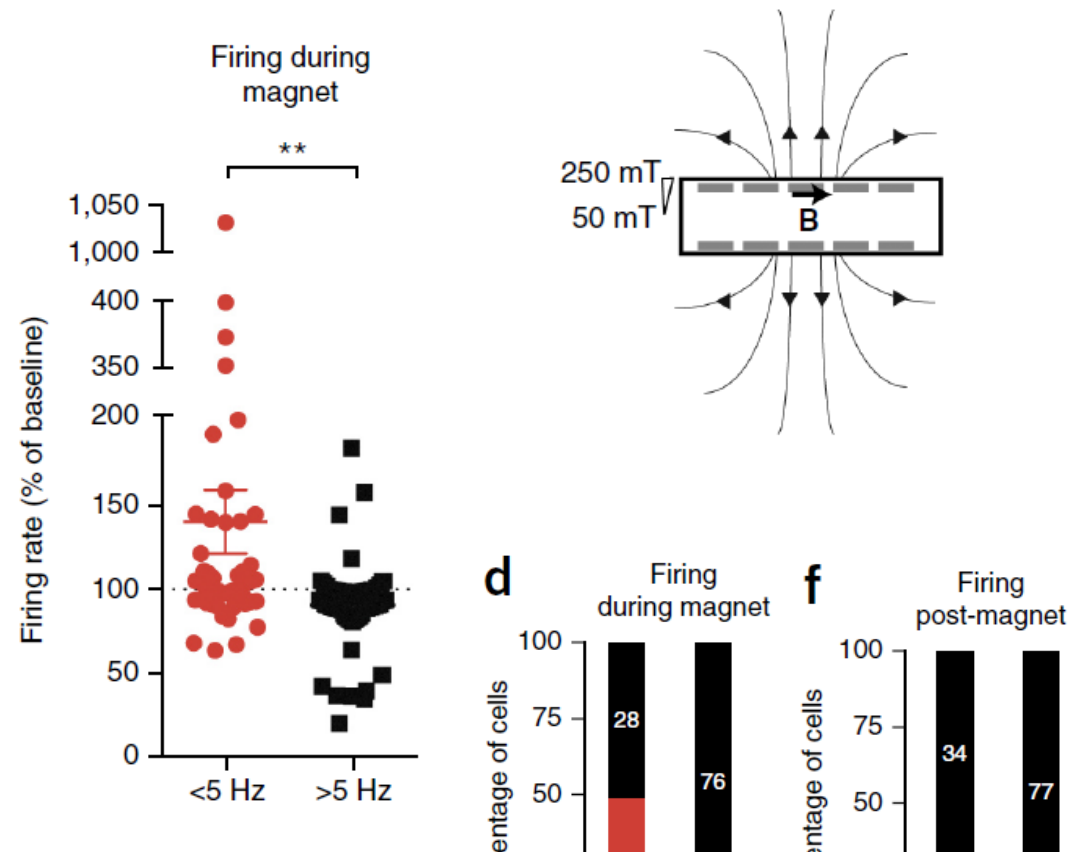 Firing during
magnet
**
1,050
1,000
400
350
200
150
100
50
0
Firing rate (% of baseline)
<5 Hz
>5 Hz
250 mT
50 mT
B
d
Firing
during magnet
100
75
50
28
76
f
Firing
post-magnet
100
75
50
34
77
of cells
of cells